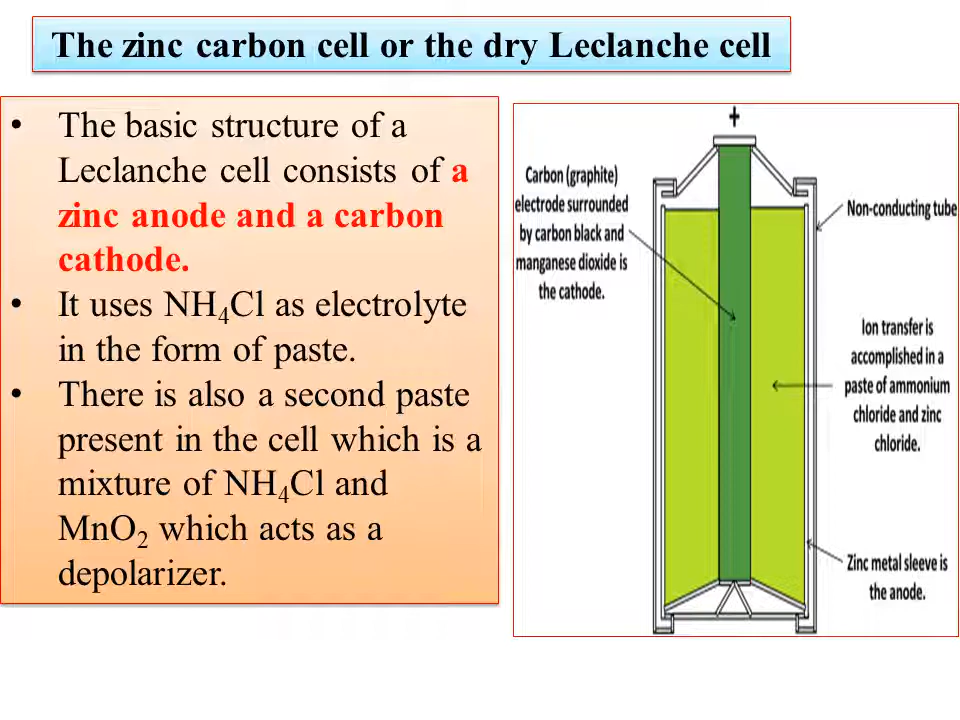 The zinc carbon cell or the dry Leclanche cell
• The basic structure of a
Leclanche cell consists of a
zinc anode and a carbon
cathode.
• It uses NH₄Cl as electrolyte
in the form of paste.
• There is also a second paste
present in the cell which is a
mixture of NH₄Cl and
MnO₂ which acts as a
depolarizer.
+
Carbon (graphite)
electrode surrounded
by carbon black and
manganese dioxide is
the cathode.
Non-conducting tube
Ion transfer is
accomplished in a
paste of ammonium
chloride and zinc
chloride.
Zinc metal sleeve is
the anode.